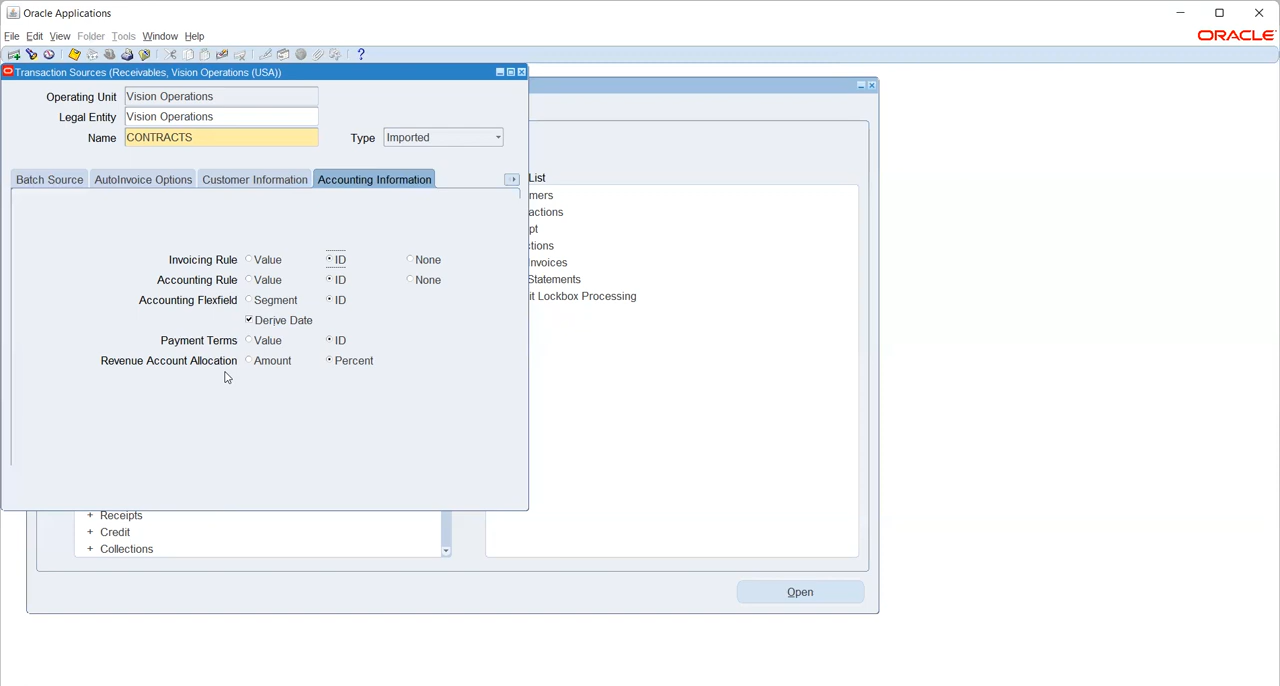 Oracle Applications
File Edit View Folder Tools Window Help
ORACLE
Transaction Sources (Receivables, Vision Operations (USA))
Operating Unit Vision Operations
Legal Entity Vision Operations
Name CONTRACTS Type Imported
Batch Source AutoInvoice Options Customer Information Accounting Information
Invoicing Rule Value ID None
Accounting Rule Value ID None
Accounting Flexfield Segment ID
Derive Date
Payment Terms Value ID
Revenue Account Allocation Amount Percent
List
mers
actions
pt
tions
Invoices
Statements
it Lockbox Processing
+ Receipts
+ Credit
+ Collections
Open